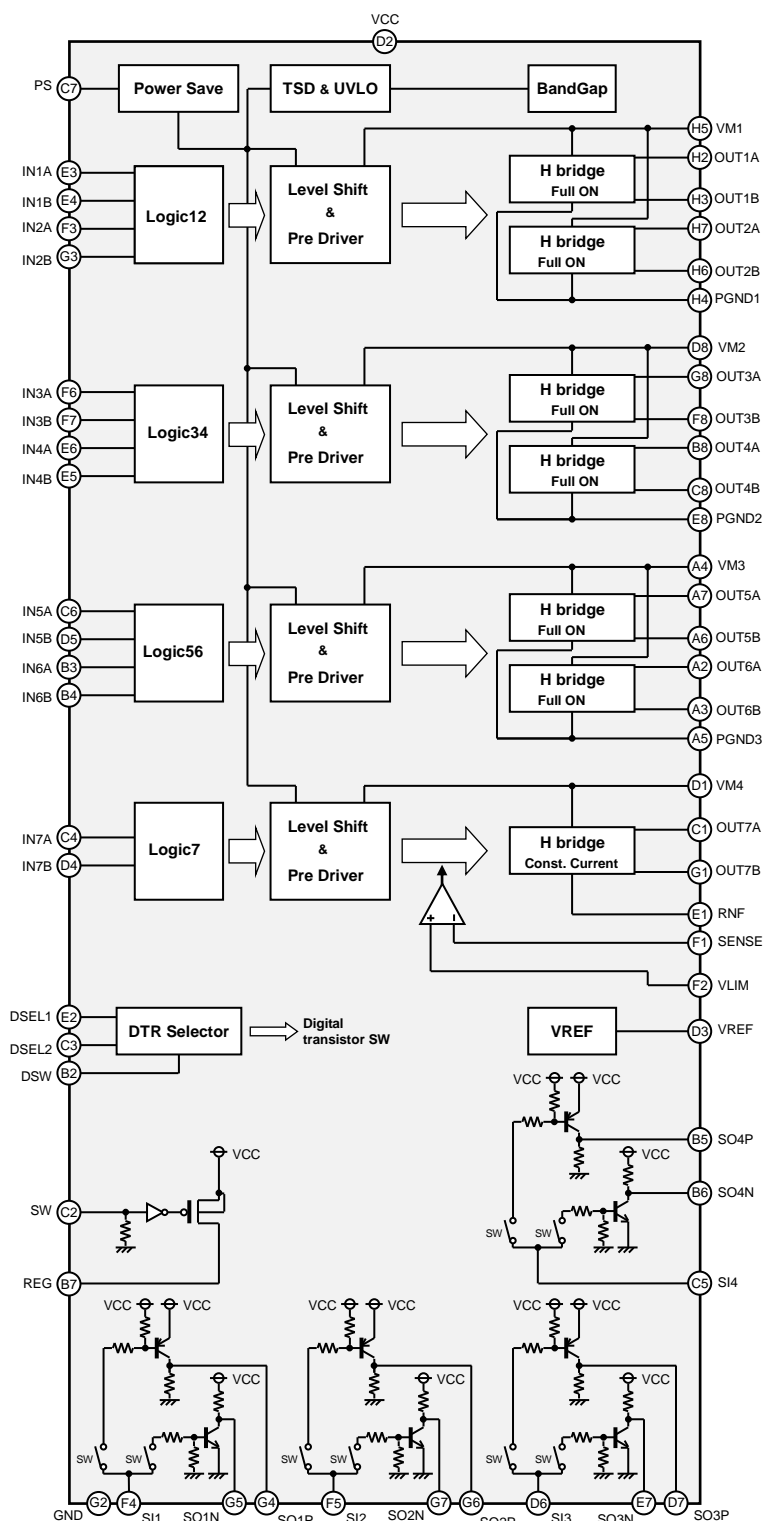 VCC
D2
PS C7 Power Save TSD & UVLO BandGap
H5 VM1
IN1A E3 Logic12 Level Shift & Pre Driver H bridge Full ON H2 OUT1A
IN1B E4 H3 OUT1B
IN2A F3 H bridge Full ON H7 OUT2A
IN2B G3 H6 OUT2B
H4 PGND1
D8 VM2
IN3A F6 Logic34 Level Shift & Pre Driver H bridge Full ON G8 OUT3A
IN3B F7 F8 OUT3B
IN4A E6 H bridge Full ON B8 OUT4A
IN4B E5 C8 OUT4B
E8 PGND2
A4 VM3
IN5A C6 Logic56 Level Shift & Pre Driver H bridge Full ON A7 OUT5A
IN5B D5 A6 OUT5B
IN6A B3 H bridge Full ON A2 OUT6A
IN6B B4 A3 OUT6B
A5 PGND3
D1 VM4
IN7A C4 Logic7 Level Shift & Pre Driver H bridge Const. Current C1 OUT7A
IN7B D4 G1 OUT7B
E1 RNF
+ − F1 SENSE
F2 VLIM
DSEL1 E2 DTR Selector Digital transistor SW VREF D3 VREF
DSEL2 C3
DSW B2
VCC VCC
B5 SO4P
VCC VCC
SW C2 B6 SO4N
SW SW
REG B7 C5 SI4
VCC VCC VCC VCC VCC VCC
VCC VCC VCC
SW SW SW SW SW SW
GND G2 F4 SI1 SO1N G5 G4 SO1P F5 SI2 SO2N G7 G6 SO2P D6 SI3 SO3N E7 D7 SO3P